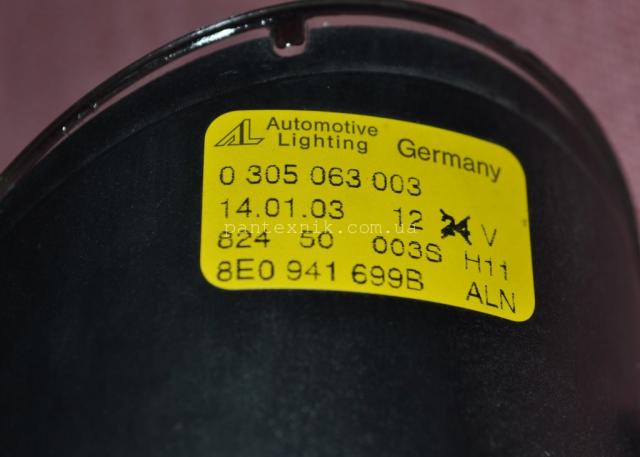 AL Automotive Lighting Germany
0 305 063 003
14.01.03 12 24 V
pantexnik.com.ua
824 50 003S H11
8E0 941 699B ALN